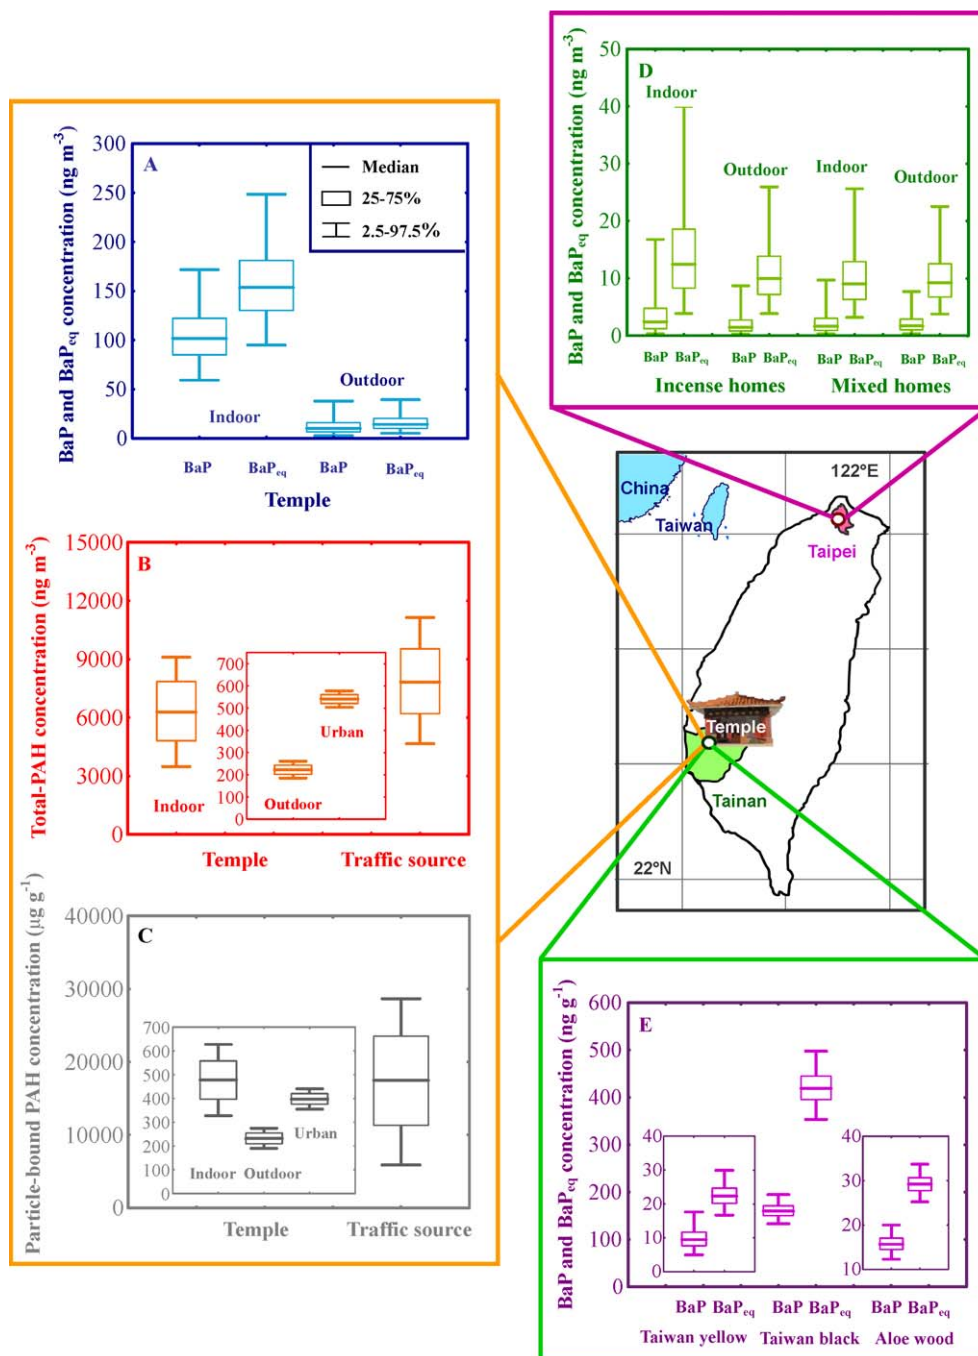 BaP and BaPeq concentration (ng m-3)
300
250
200
150
100
50
0
A
Median
25-75%
2.5-97.5%
Indoor
Outdoor
BaP BaPeq BaP BaPeq
Temple
Total-PAH concentration (ng m-3)
15000
12000
9000
6000
3000
0
B
700
600
500
400
300
200
100
0
Urban
Outdoor
Indoor
Temple Traffic source
Particle-bound PAH concentration (μg g-1)
40000
30000
20000
10000
0
C
700
600
500
400
300
200
100
0
Urban
Indoor Outdoor
Temple Traffic source
BaP and BaPeq concentration (ng m-3)
50
40
30
20
10
0
D
Indoor
Outdoor
Indoor
Outdoor
BaP BaPeq BaP BaPeq BaP BaPeq BaP BaPeq
Incense homes Mixed homes
122ºE
China
Taiwan
Taipei
Temple
Tainan
22ºN
BaP and BaPeq concentration (ng g-1)
600
500
400
300
200
100
0
E
40
30
20
10
0
40
30
20
10
BaP BaPeq BaP BaPeq BaP BaPeq
Taiwan yellow Taiwan black Aloe wood